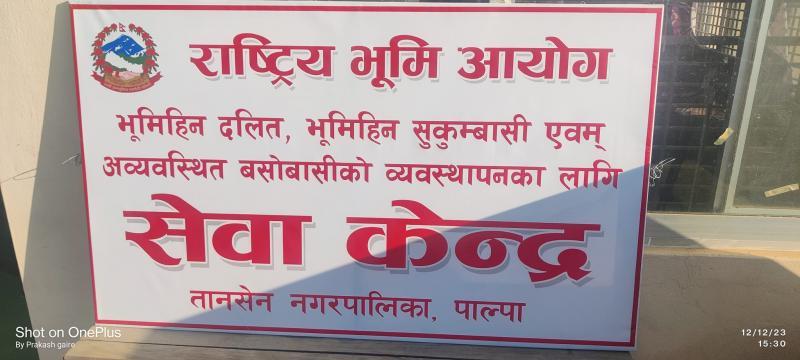 राष्ट्रिय भूमि आयोग
भूमिहिन दलित, भूमिहिन सुकुम्बासी एवम्
अव्यवस्थित बसोबासीको व्यवस्थापनका लागि
सेवा केन्द्र
तानसेन नगरपालिका, पाल्पा
Shot on OnePlus
By Prakash gaire
12/12/23
15:30